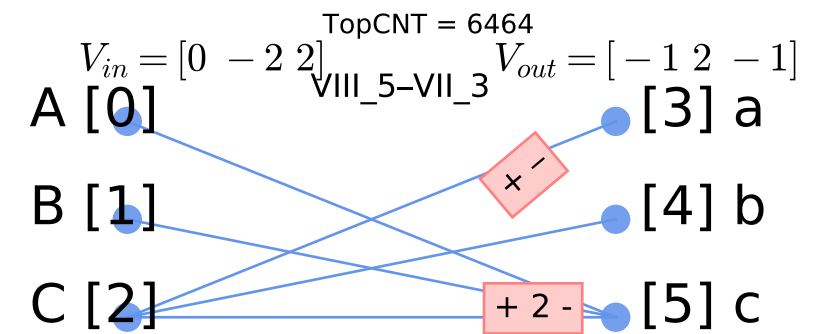 TopCNT = 6464
V_in = [0 −2 2] V_out = [−1 2 −1]
VIII_5–VII_3
A [0] [3] a
+ −
B [1] [4] b
C [2] + 2 - [5] c